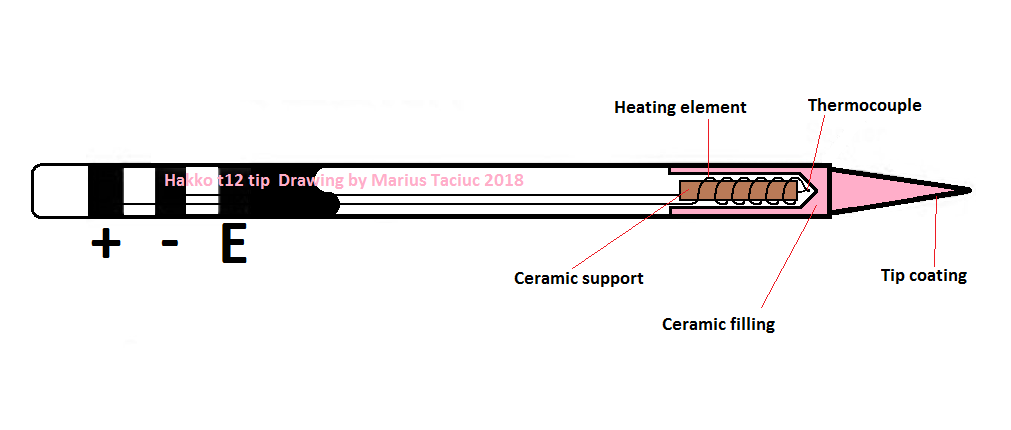 Heating element
Thermocouple
Hakko t12 tip  Drawing by Marius Taciuc 2018
+ - E
Ceramic support
Tip coating
Ceramic filling